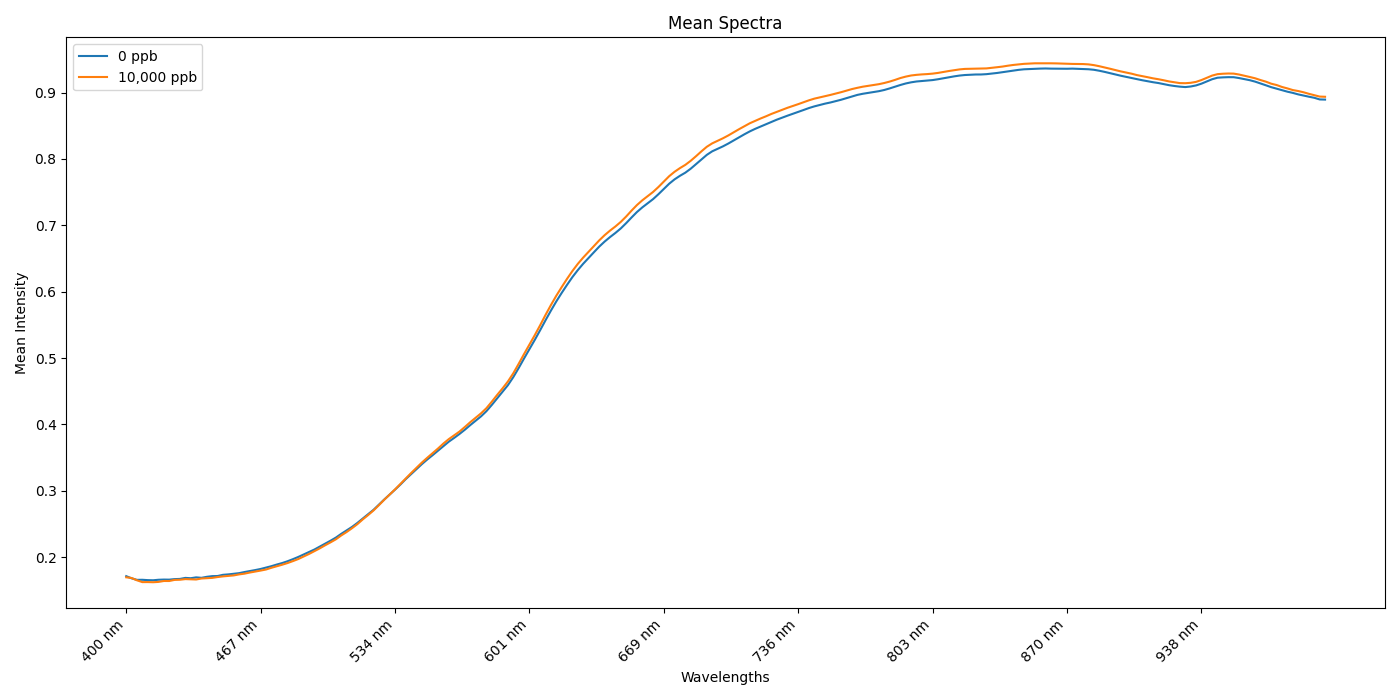 Mean Spectra
0 ppb
10,000 ppb
Mean Intensity
0.9
0.8
0.7
0.6
0.5
0.4
0.3
0.2
400 nm
467 nm
534 nm
601 nm
669 nm
736 nm
803 nm
870 nm
938 nm
Wavelengths